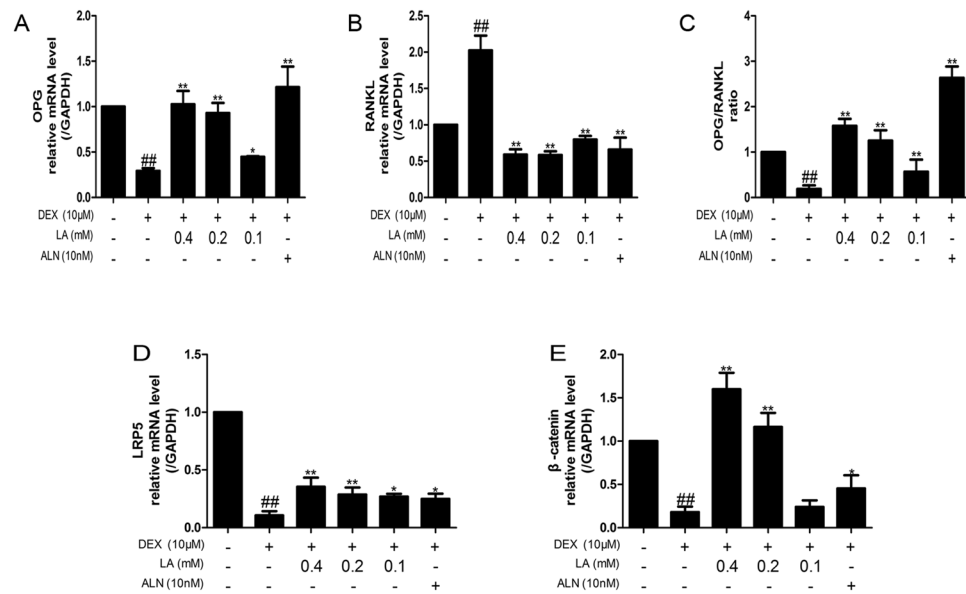 A
OPG
relative mRNA level
(/GAPDH)
2.0
1.5
1.0
0.5
0.0
##
**
**
*
**
DEX (10μM) - + + + + +
LA (mM) - - 0.4 0.2 0.1 -
ALN (10nM) - - - - - +
B
RANKL
relative mRNA level
(/GAPDH)
2.5
2.0
1.5
1.0
0.5
0.0
##
**
**
**
**
DEX (10μM) - + + + + +
LA (mM) - - 0.4 0.2 0.1 -
ALN (10nM) - - - - - +
C
OPG/RANKL
ratio
4
3
2
1
0
##
**
**
**
**
DEX (10μM) - + + + + +
LA (mM) - - 0.4 0.2 0.1 -
ALN (10nM) - - - - - +
D
LRP5
relative mRNA level
(/GAPDH)
1.5
1.0
0.5
0.0
##
**
**
*
*
DEX (10μM) - + + + + +
LA (mM) - - 0.4 0.2 0.1 -
ALN (10nM) - - - - - +
E
β -catenin
relative mRNA level
(/GAPDH)
2.0
1.5
1.0
0.5
0.0
##
**
**
*
DEX (10μM) - + + + + +
LA (mM) - - 0.4 0.2 0.1 -
ALN (10nM) - - - - - +